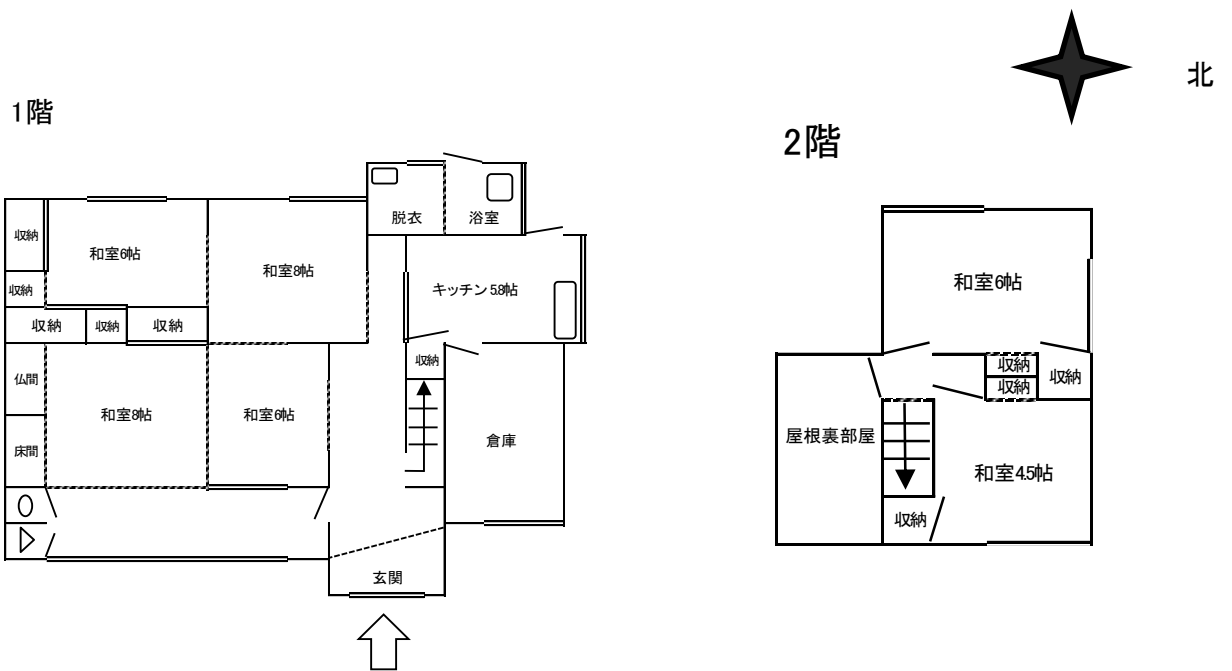 北
1階
2階
脱衣
浴室
収納
和室6帖
和室8帖
キッチン5.8帖
収納
収納
収納
収納
収納
仏間
和室8帖
和室6帖
床間
倉庫
玄関
和室6帖
収納
収納
収納
屋根裏部屋
和室4.5帖
収納